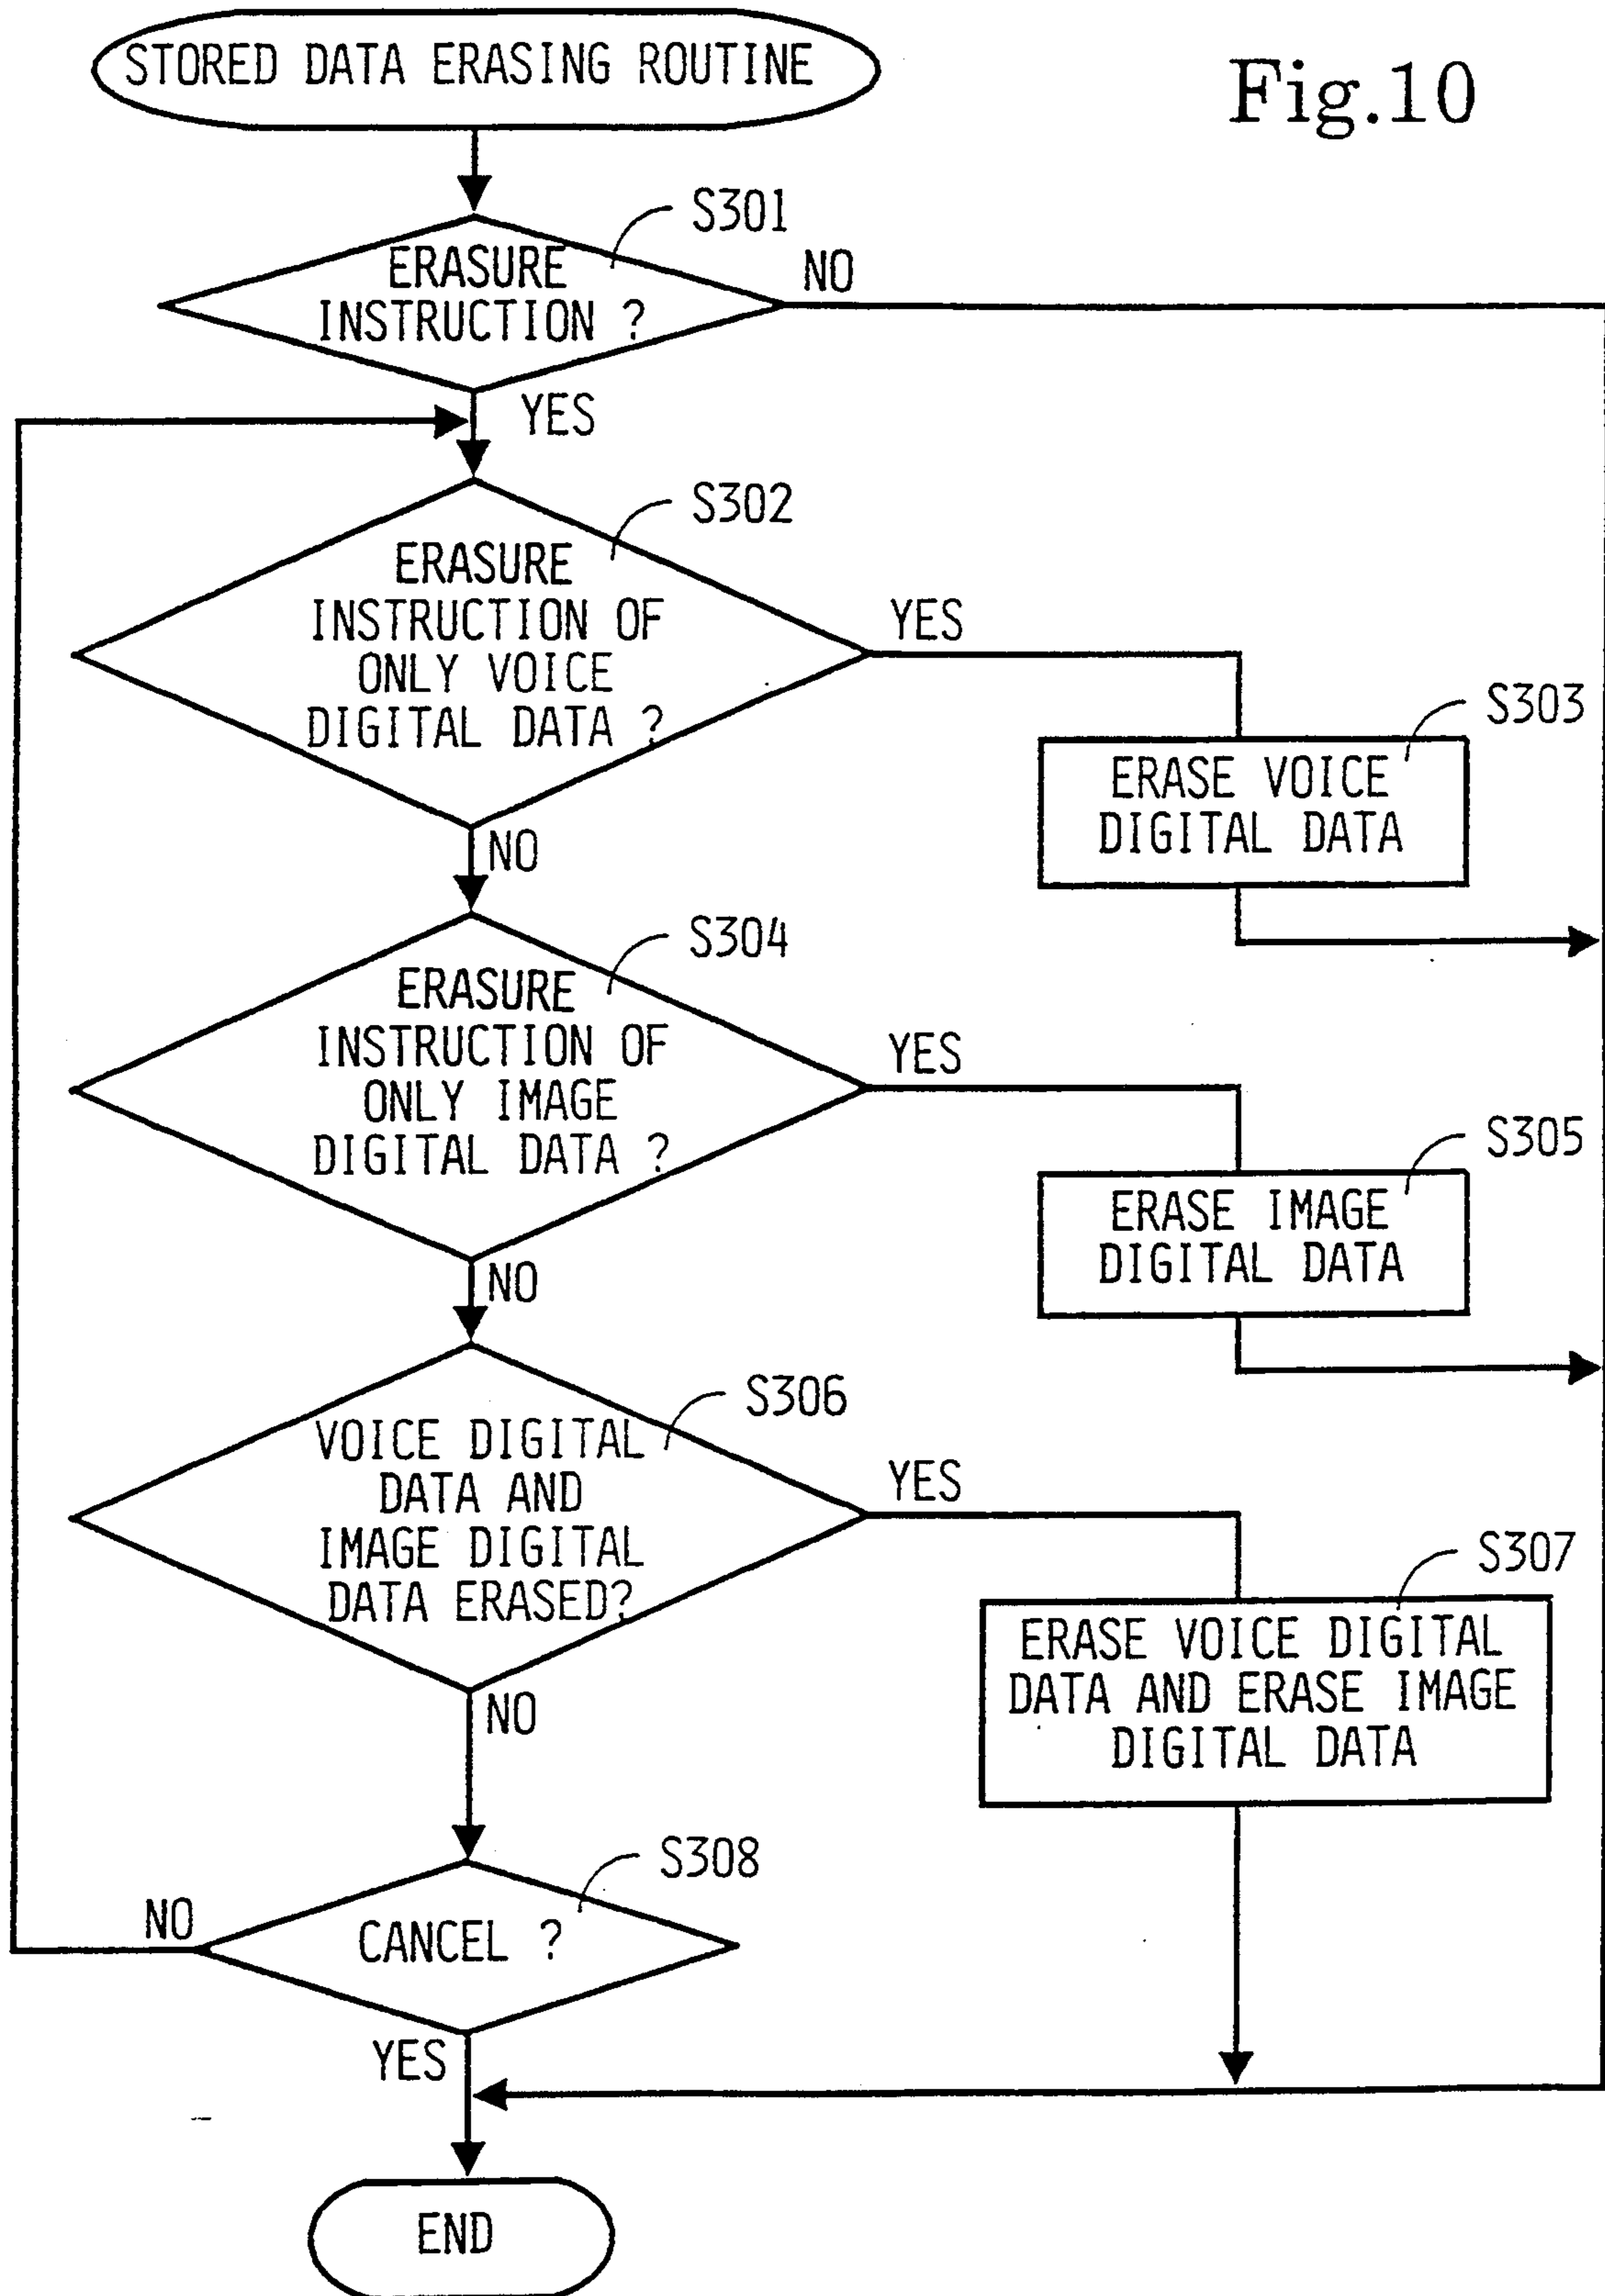 STORED DATA ERASING ROUTINE
Fig.10
S301
ERASURE
INSTRUCTION ?
NO
YES
S302
ERASURE
INSTRUCTION OF
ONLY VOICE
DIGITAL DATA ?
YES
S303
ERASE VOICE
DIGITAL DATA
NO
S304
ERASURE
INSTRUCTION OF
ONLY IMAGE
DIGITAL DATA ?
YES
S305
ERASE IMAGE
DIGITAL DATA
NO
S306
VOICE DIGITAL
DATA AND
IMAGE DIGITAL
DATA ERASED?
YES
S307
ERASE VOICE DIGITAL
DATA AND ERASE IMAGE
DIGITAL DATA
NO
S308
CANCEL ?
NO
YES
END